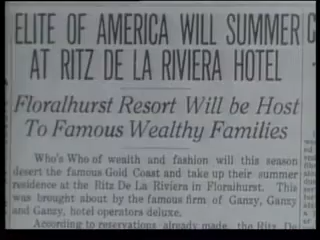 ELITE OF AMERICA WILL SUMMER
AT RITZ DE LA RIVIERA HOTEL
Floralhurst Resort Will be Host
To Famous Wealthy Families
Who's Who of wealth and fashion will this season
desert the famous Gold Coast and take up their summer
residence at the Ritz De La Riviera in Floralhurst. This
was brought about by the famous firm of Ganzy, Ganzy
and Ganzy, hotel operators deluxe.
According to reservations already made, the Ritz De